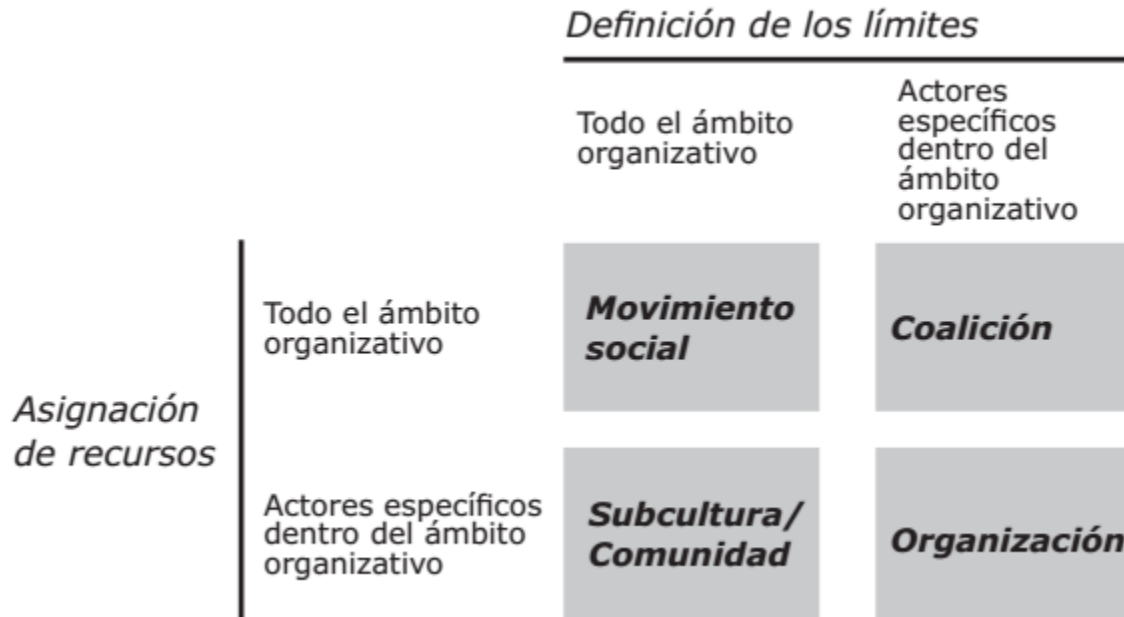 Definición de los límites
Todo el ámbito
organizativo
Actores
específicos
dentro del
ámbito
organizativo
Asignación
de recursos
Todo el ámbito
organizativo
Movimiento
social
Coalición
Actores específicos
dentro del ámbito
organizativo
Subcultura/
Comunidad
Organización